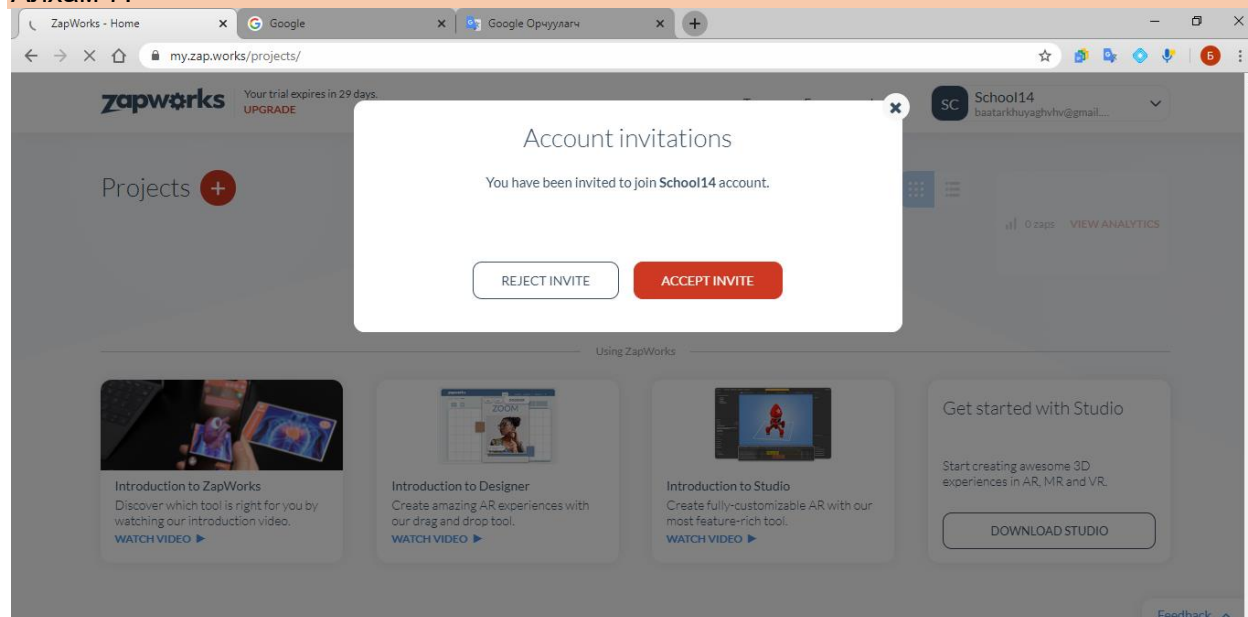 ZapWorks - Home
Google
Google Орчуулагч
my.zap.works/projects/
Б
zapworks
Your trial expires in 29 days.
UPGRADE
SC
School14
baatarkhuyaghvhv@gmail....
Account invitations
You have been invited to join School14 account.
REJECT INVITE
ACCEPT INVITE
Projects
0 zaps VIEW ANALYTICS
Using ZapWorks
ZOOM
Introduction to ZapWorks
Discover which tool is right for you by
watching our introduction video.
WATCH VIDEO
Introduction to Designer
Create amazing AR experiences with
our drag and drop tool.
WATCH VIDEO
Introduction to Studio
Create fully-customizable AR with our
most feature-rich tool.
WATCH VIDEO
Get started with Studio
Start creating awesome 3D
experiences in AR, MR and VR.
DOWNLOAD STUDIO
Feedback